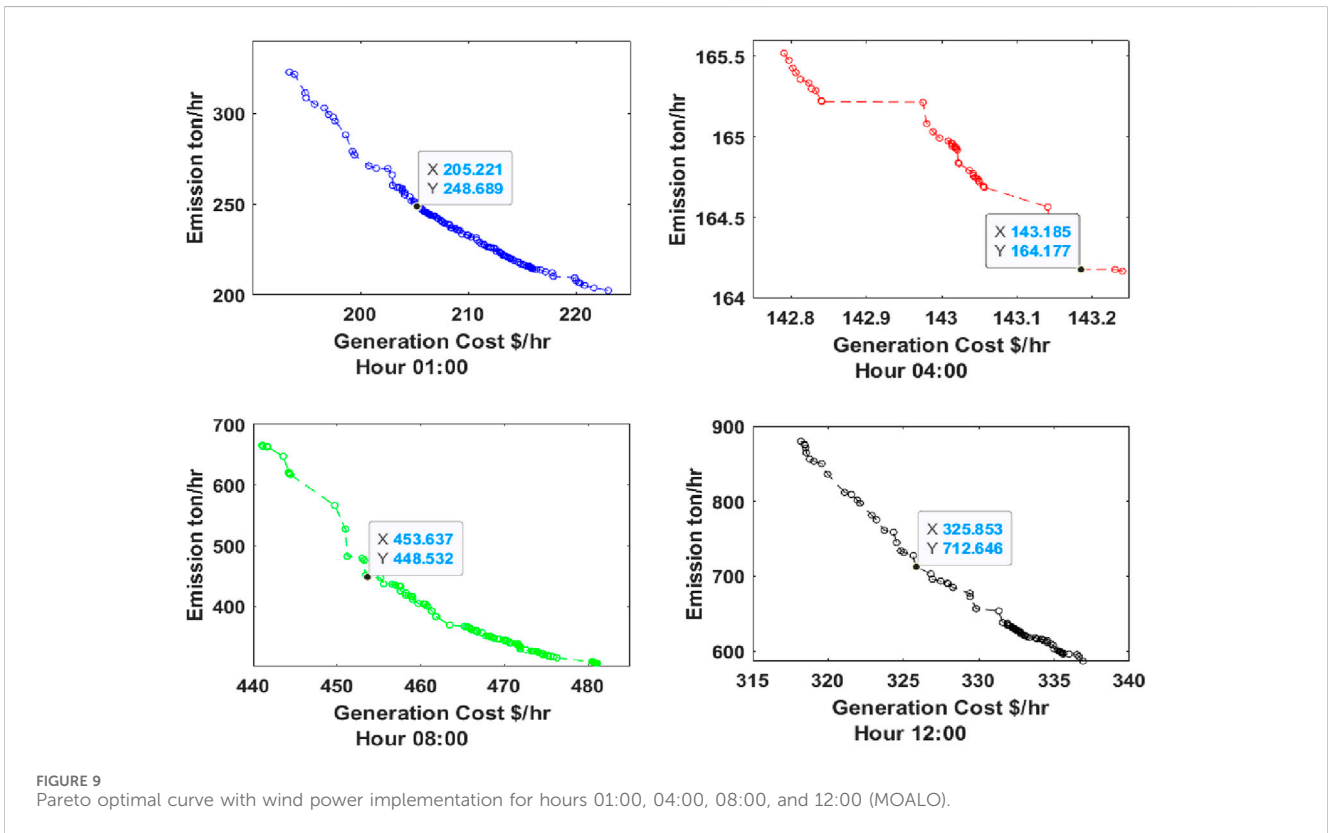 Emission ton/hr
300
250
200
X 205.221
Y 248.689
200 210 220
Generation Cost $/hr
Hour 01:00
Emission ton/hr
165.5
165
164.5
164
X 143.185
Y 164.177
142.8 142.9 143 143.1 143.2
Generation Cost $/hr
Hour 04:00
Emission ton/hr
700
600
500
400
X 453.637
Y 448.532
440 450 460 470 480
Generation Cost $/hr
Hour 08:00
Emission ton/hr
900
800
700
600
X 325.853
Y 712.646
315 320 325 330 335 340
Generation Cost $/hr
Hour 12:00
FIGURE 9
Pareto optimal curve with wind power implementation for hours 01:00, 04:00, 08:00, and 12:00 (MOALO).